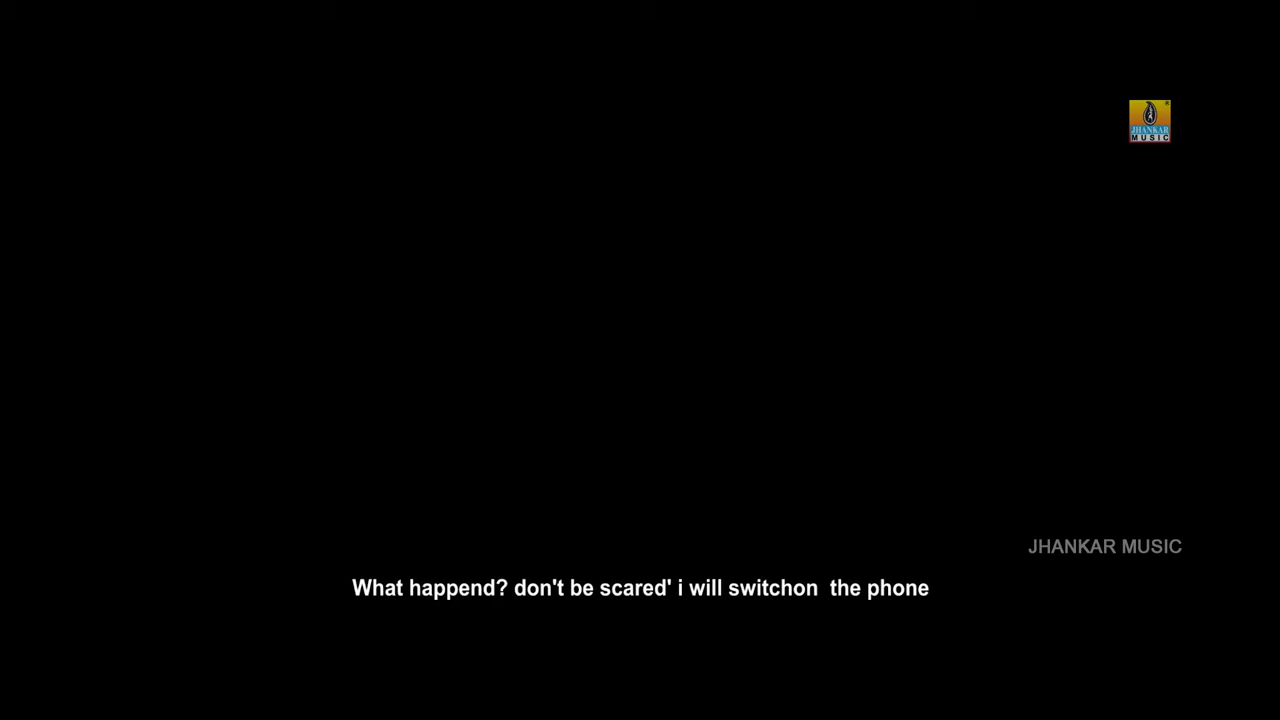 JHANKAR
MUSIC
JHANKAR MUSIC
What happend? don't be scared' i will switchon  the phone